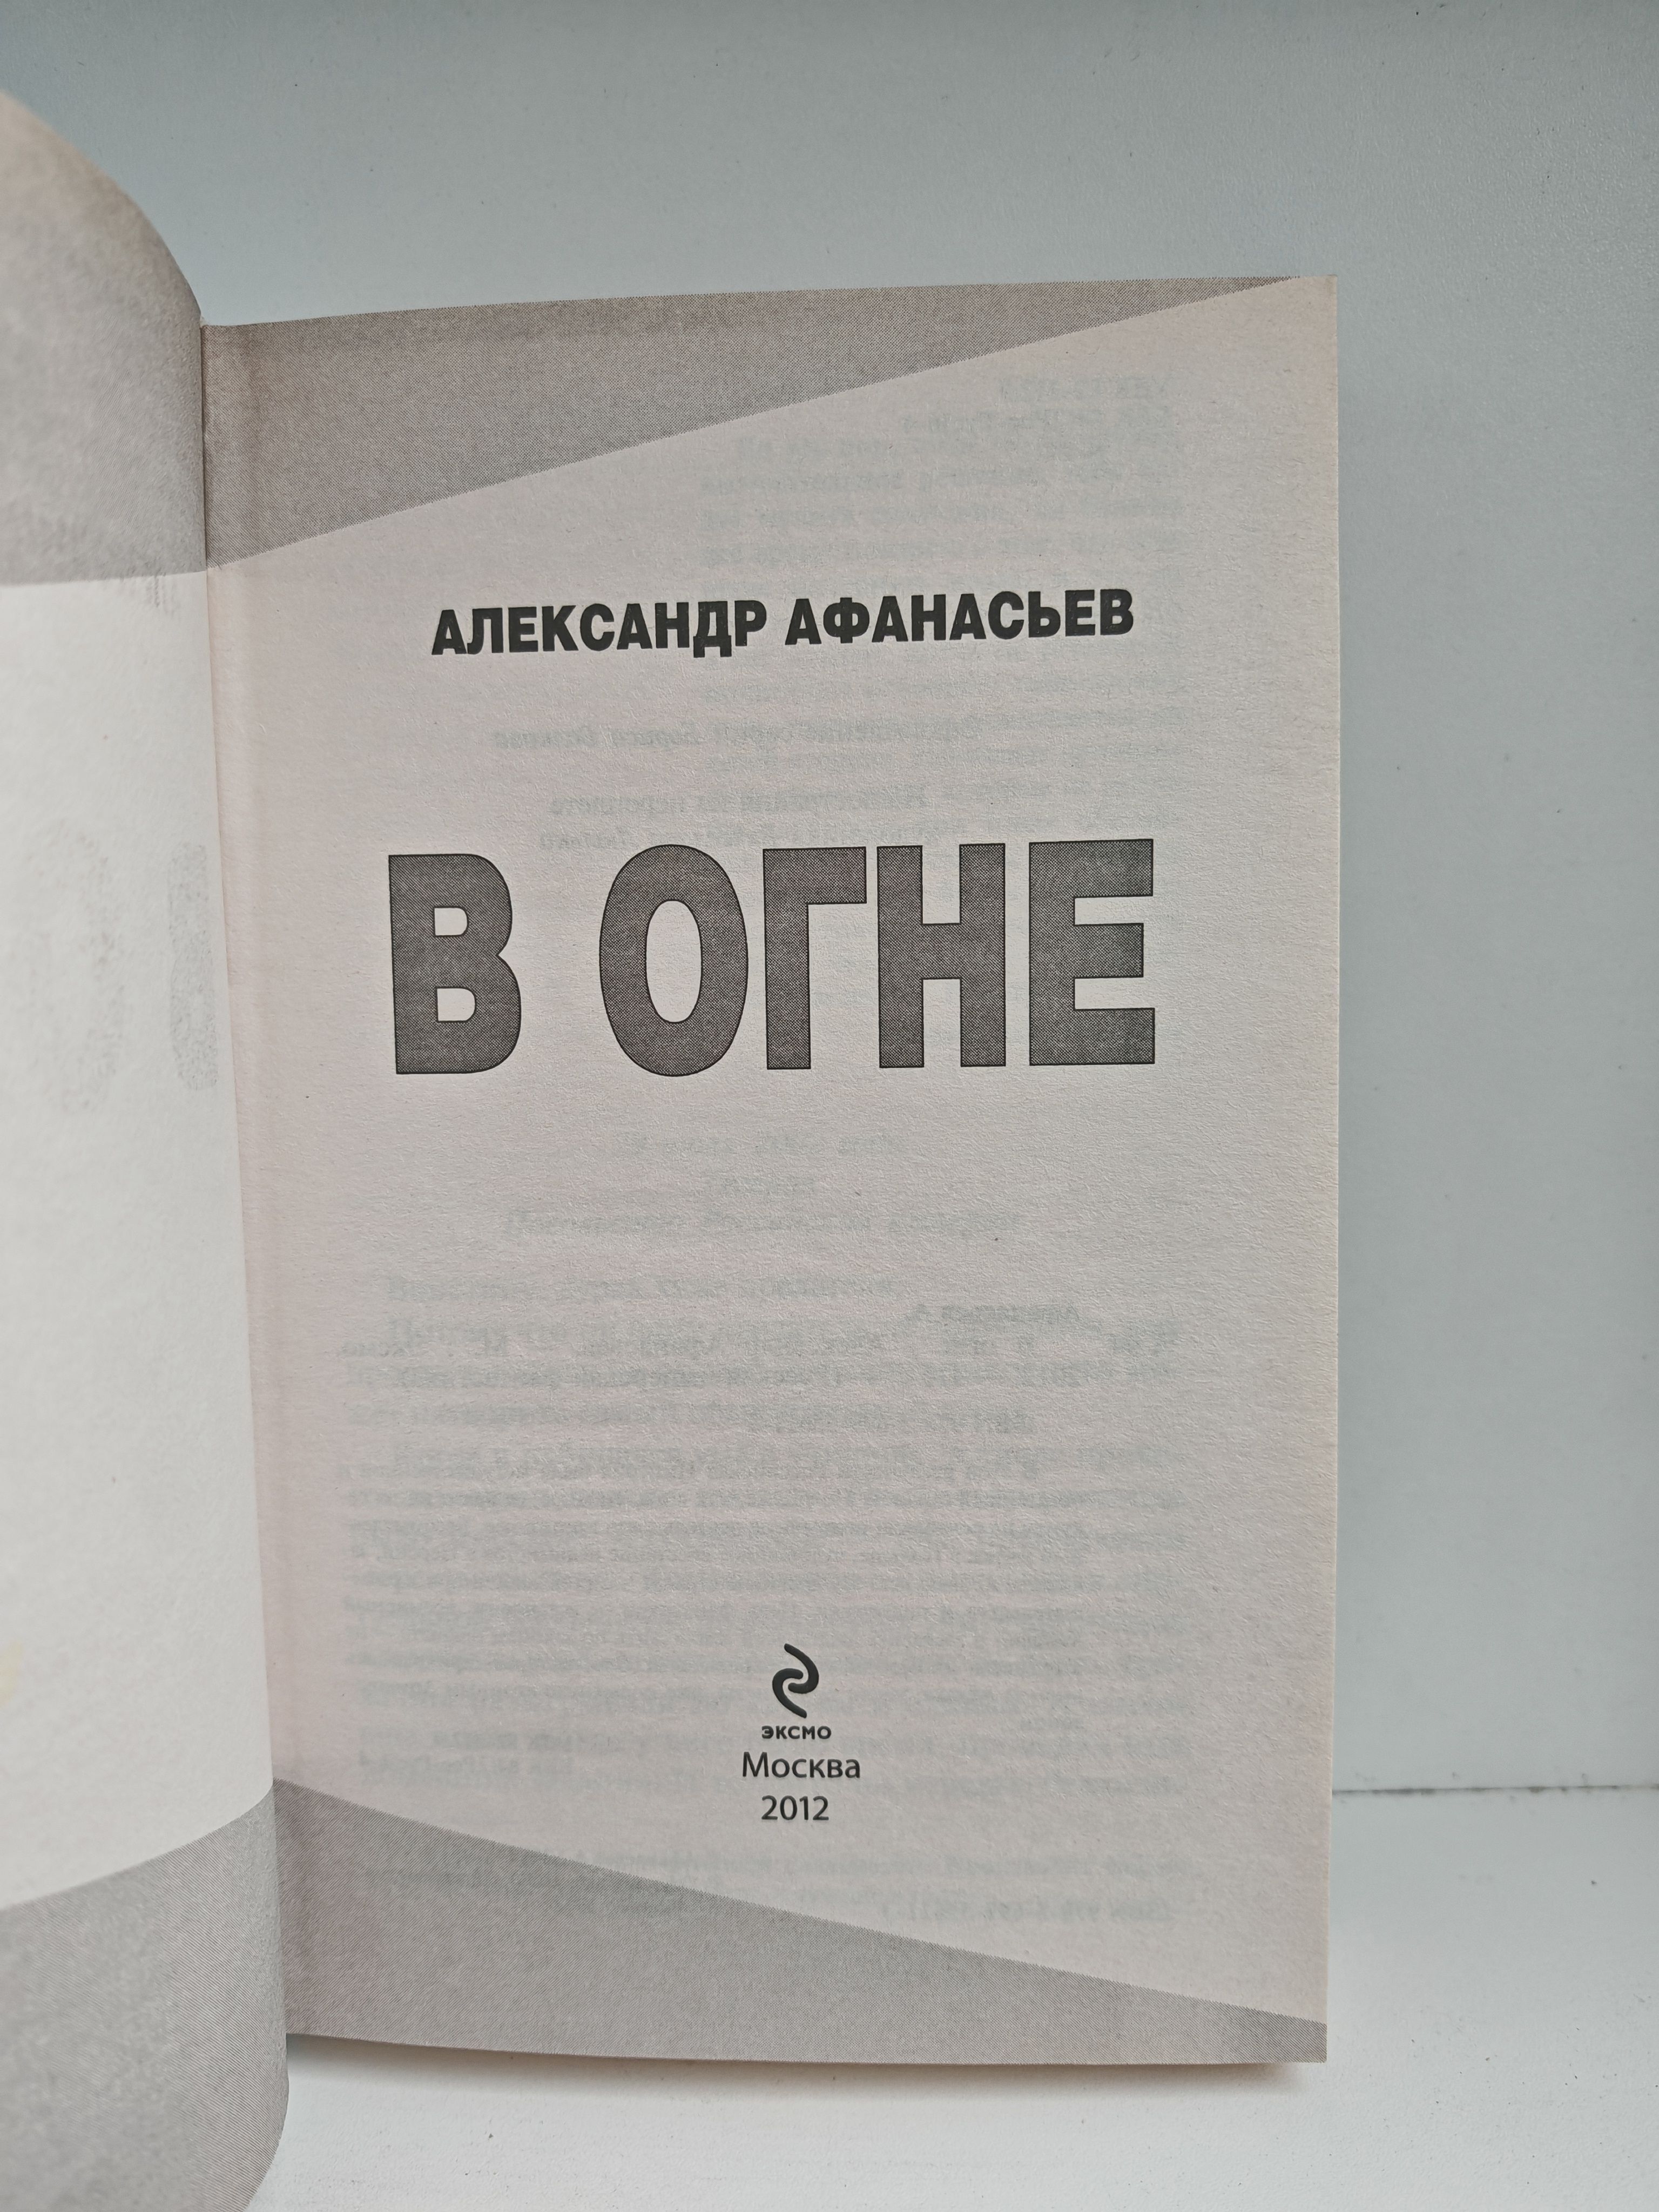 АЛЕКСАНДР АФАНАСЬЕВ
В ОГНЕ
ЭКСМО
Москва
2012